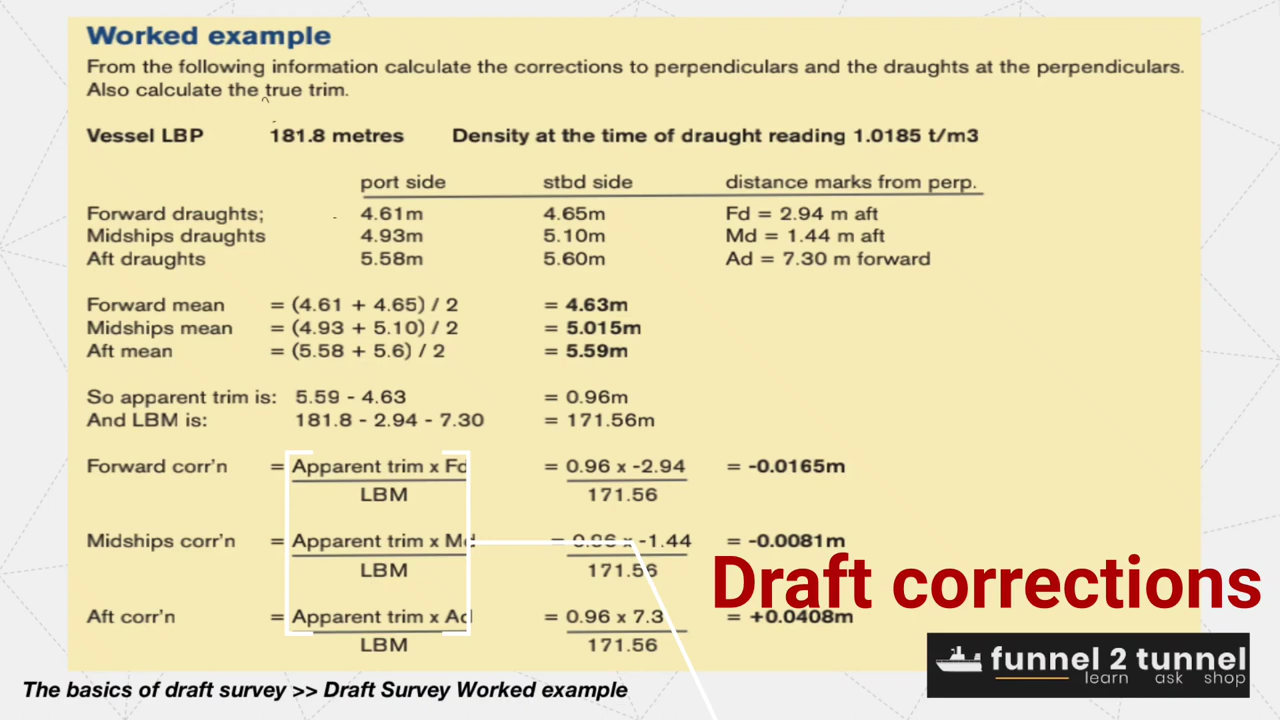 Worked example
From the following information calculate the corrections to perpendiculars and the draughts at the perpendiculars.
Also calculate the true trim.
Vessel LBP 181.8 metres Density at the time of draught reading 1.0185 t/m3
port side stbd side distance marks from perp.
Forward draughts; 4.61m 4.65m Fd = 2.94 m aft
Midships draughts 4.93m 5.10m Md = 1.44 m aft
Aft draughts 5.58m 5.60m Ad = 7.30 m forward
Forward mean = (4.61 + 4.65) / 2 = 4.63m
Midships mean = (4.93 + 5.10) / 2 = 5.015m
Aft mean = (5.58 + 5.6) / 2 = 5.59m
So apparent trim is: 5.59 - 4.63 = 0.96m
And LBM is: 181.8 - 2.94 - 7.30 = 171.56m
Forward corr'n = Apparent trim x Fd = 0.96 x -2.94 = -0.0165m
LBM 171.56
Midships corr'n = Apparent trim x Md = 0.96 x -1.44 = -0.0081m
LBM 171.56
Draft corrections
Aft corr'n = Apparent trim x Ad = 0.96 x 7.3 = +0.0408m
LBM 171.56
funnel 2 tunnel
learn ask shop
The basics of draft survey >> Draft Survey Worked example